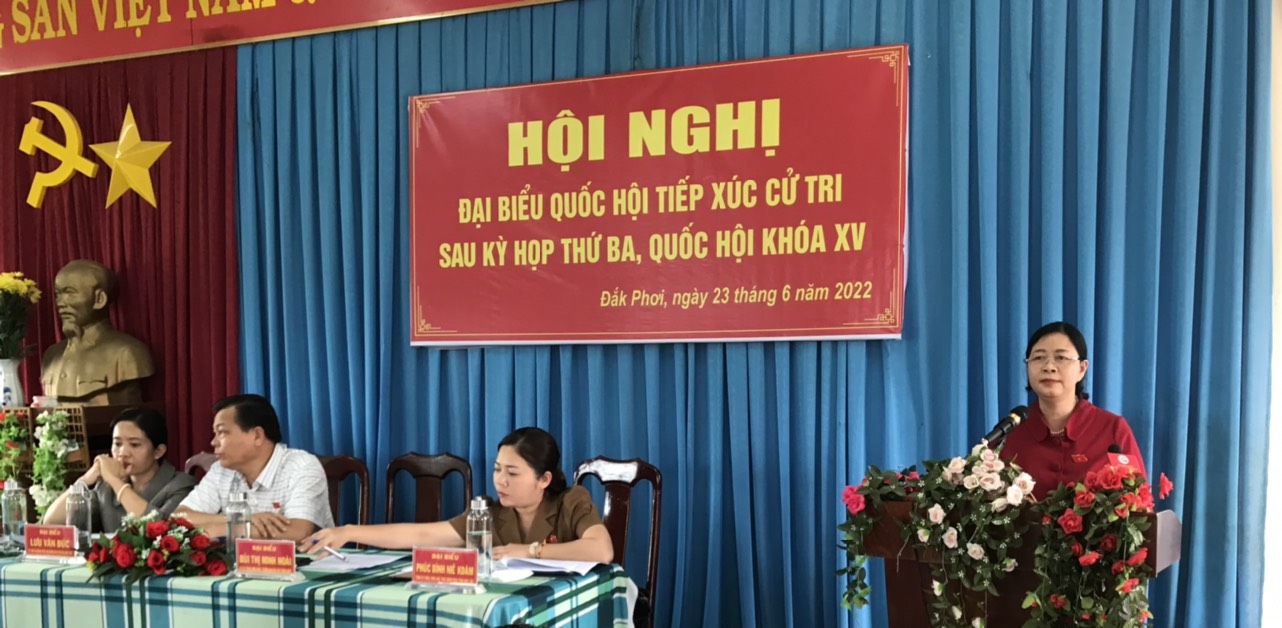 SẢN VIỆT NAM
HỘI NGHỊ
ĐẠI BIỂU QUỐC HỘI TIẾP XÚC CỬ TRI
SAU KỲ HỌP THỨ BA, QUỐC HỘI KHÓA XV
Đắk Phơi, ngày 23 tháng 6 năm 2022
ĐẠI BIỂU
LƯU VĂN ĐỨC
ĐẠI BIỂU
BÙI THỊ MINH HOÀI
ĐẠI BIỂU
PHÚC BÌNH NIÊ KDĂM